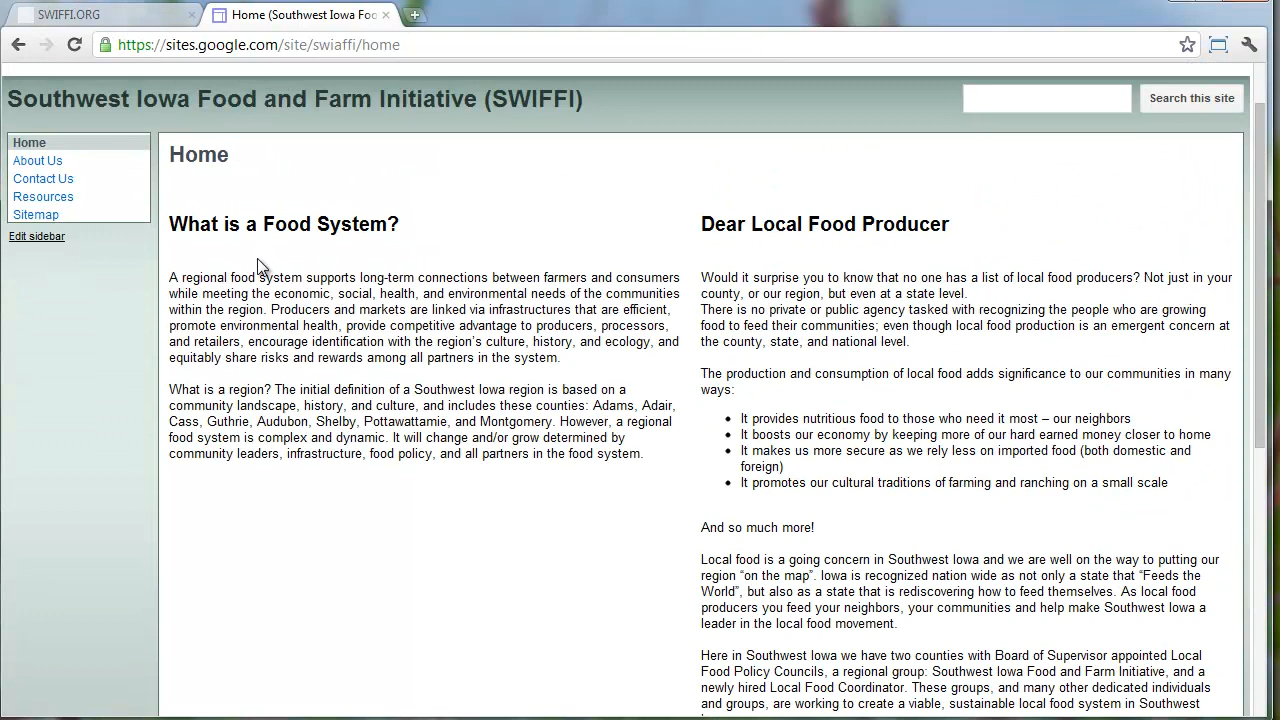 SWIFFI.ORG
Home (Southwest Iowa Foo
https://sites.google.com/site/swiaffi/home
Southwest Iowa Food and Farm Initiative (SWIFFI)
Search this site
Home
About Us
Contact Us
Resources
Sitemap
Edit sidebar
Home
What is a Food System?
A regional food system supports long-term connections between farmers and consumers
while meeting the economic, social, health, and environmental needs of the communities
within the region. Producers and markets are linked via infrastructures that are efficient,
promote environmental health, provide competitive advantage to producers, processors,
and retailers, encourage identification with the region's culture, history, and ecology, and
equitably share risks and rewards among all partners in the system.
What is a region? The initial definition of a Southwest Iowa region is based on a
community landscape, history, and culture, and includes these counties: Adams, Adair,
Cass, Guthrie, Audubon, Shelby, Pottawattamie, and Montgomery. However, a regional
food system is complex and dynamic. It will change and/or grow determined by
community leaders, infrastructure, food policy, and all partners in the food system.
Dear Local Food Producer
Would it surprise you to know that no one has a list of local food producers? Not just in your
county, or our region, but even at a state level.
There is no private or public agency tasked with recognizing the people who are growing
food to feed their communities; even though local food production is an emergent concern at
the county, state, and national level.
The production and consumption of local food adds significance to our communities in many
ways:
• It provides nutritious food to those who need it most – our neighbors
• It boosts our economy by keeping more of our hard earned money closer to home
• It makes us more secure as we rely less on imported food (both domestic and
foreign)
• It promotes our cultural traditions of farming and ranching on a small scale
And so much more!
Local food is a going concern in Southwest Iowa and we are well on the way to putting our
region “on the map”. Iowa is recognized nation wide as not only a state that “Feeds the
World”, but also as a state that is rediscovering how to feed themselves. As local food
producers you feed your neighbors, your communities and help make Southwest Iowa a
leader in the local food movement.
Here in Southwest Iowa we have two counties with Board of Supervisor appointed Local
Food Policy Councils, a regional group: Southwest Iowa Food and Farm Initiative, and a
newly hired Local Food Coordinator. These groups, and many other dedicated individuals
and groups, are working to create a viable, sustainable local food system in Southwest